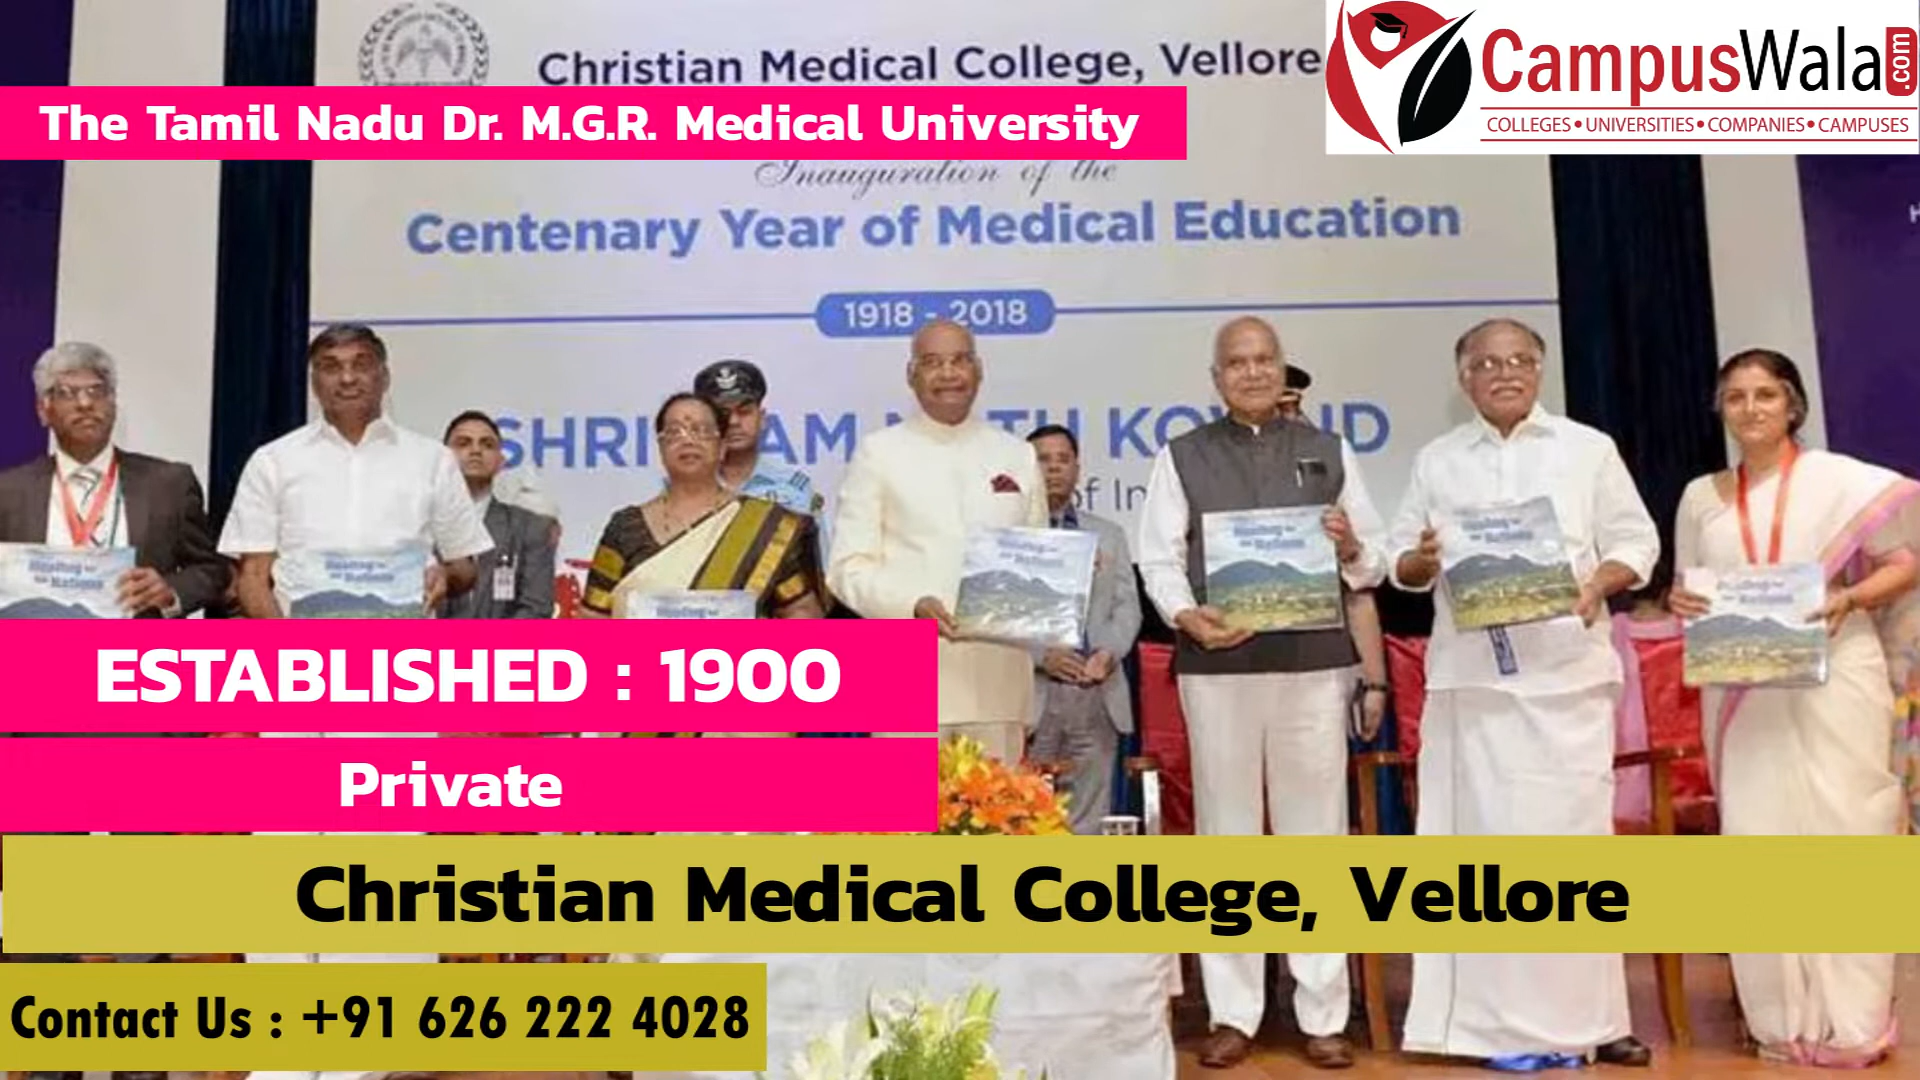 Christian Medical College, Vellore
CampusWala.com
COLLEGES • UNIVERSITIES • COMPANIES • CAMPUSES
The Tamil Nadu Dr. M.G.R. Medical University
Inauguration of the
Centenary Year of Medical Education
1918 - 2018
SHRI
ESTABLISHED : 1900
Private
Christian Medical College, Vellore
Contact Us : +91 626 222 4028